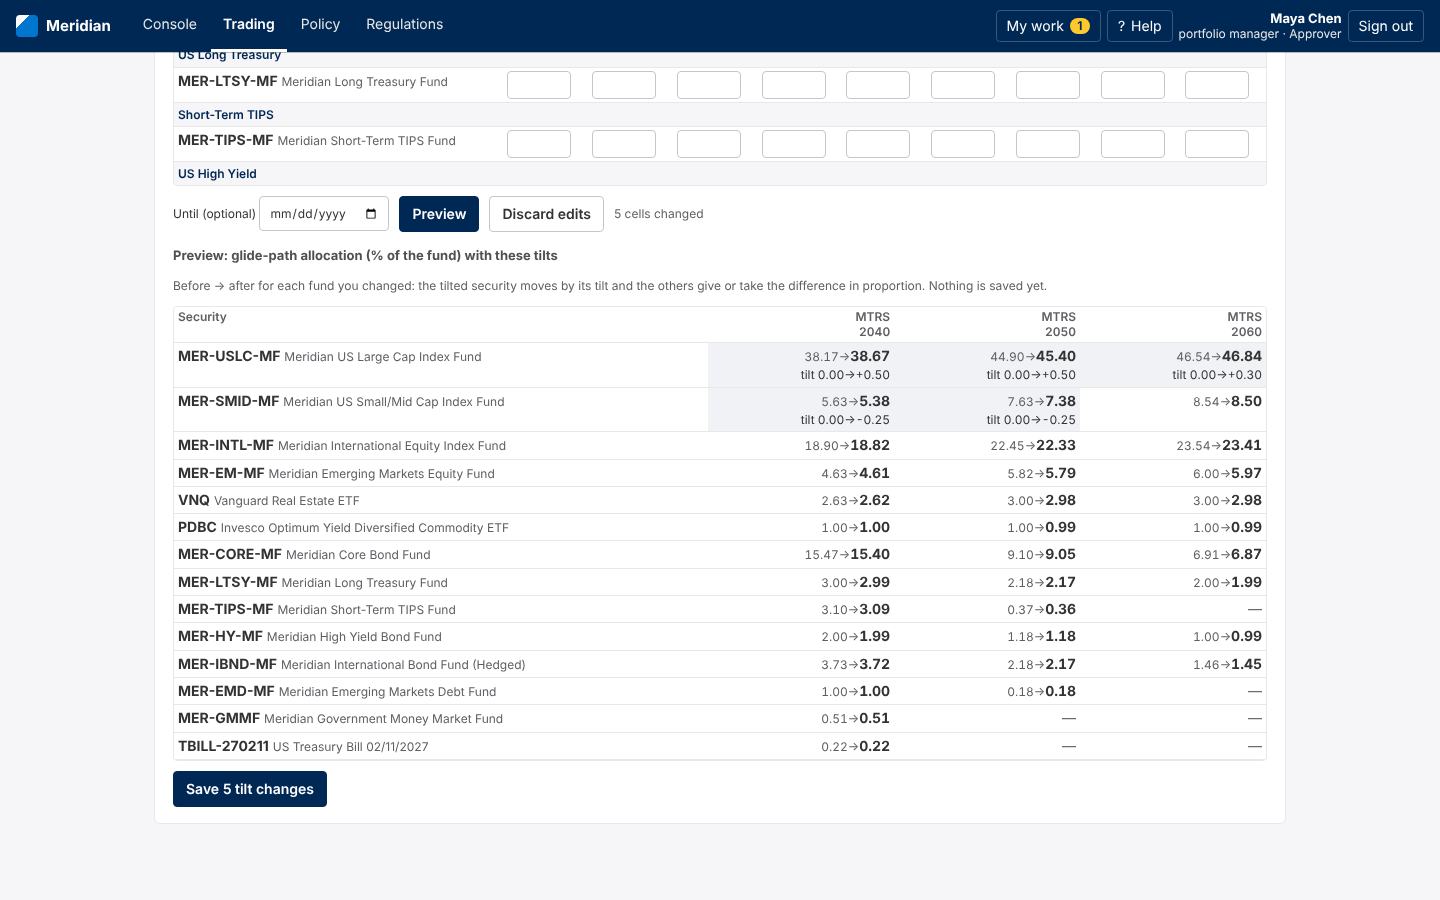 Meridian Console Trading Policy Regulations My work 1 ? Help Maya Chen Sign out
portfolio manager · Approver
US Long Treasury
MER-LTSY-MF Meridian Long Treasury Fund
Short-Term TIPS
MER-TIPS-MF Meridian Short-Term TIPS Fund
US High Yield
Until (optional) mm/dd/yyyy Preview Discard edits 5 cells changed
Preview: glide-path allocation (% of the fund) with these tilts
Before → after for each fund you changed: the tilted security moves by its tilt and the others give or take the difference in proportion. Nothing is saved yet.
Security MTRS 2040 MTRS 2050 MTRS 2060
MER-USLC-MF Meridian US Large Cap Index Fund 38.17→38.67 44.90→45.40 46.54→46.84
tilt 0.00→+0.50 tilt 0.00→+0.50 tilt 0.00→+0.30
MER-SMID-MF Meridian US Small/Mid Cap Index Fund 5.63→5.38 7.63→7.38 8.54→8.50
tilt 0.00→-0.25 tilt 0.00→-0.25
MER-INTL-MF Meridian International Equity Index Fund 18.90→18.82 22.45→22.33 23.54→23.41
MER-EM-MF Meridian Emerging Markets Equity Fund 4.63→4.61 5.82→5.79 6.00→5.97
VNQ Vanguard Real Estate ETF 2.63→2.62 3.00→2.98 3.00→2.98
PDBC Invesco Optimum Yield Diversified Commodity ETF 1.00→1.00 1.00→0.99 1.00→0.99
MER-CORE-MF Meridian Core Bond Fund 15.47→15.40 9.10→9.05 6.91→6.87
MER-LTSY-MF Meridian Long Treasury Fund 3.00→2.99 2.18→2.17 2.00→1.99
MER-TIPS-MF Meridian Short-Term TIPS Fund 3.10→3.09 0.37→0.36 —
MER-HY-MF Meridian High Yield Bond Fund 2.00→1.99 1.18→1.18 1.00→0.99
MER-IBND-MF Meridian International Bond Fund (Hedged) 3.73→3.72 2.18→2.17 1.46→1.45
MER-EMD-MF Meridian Emerging Markets Debt Fund 1.00→1.00 0.18→0.18 —
MER-GMMF Meridian Government Money Market Fund 0.51→0.51 — —
TBILL-270211 US Treasury Bill 02/11/2027 0.22→0.22 — —
Save 5 tilt changes